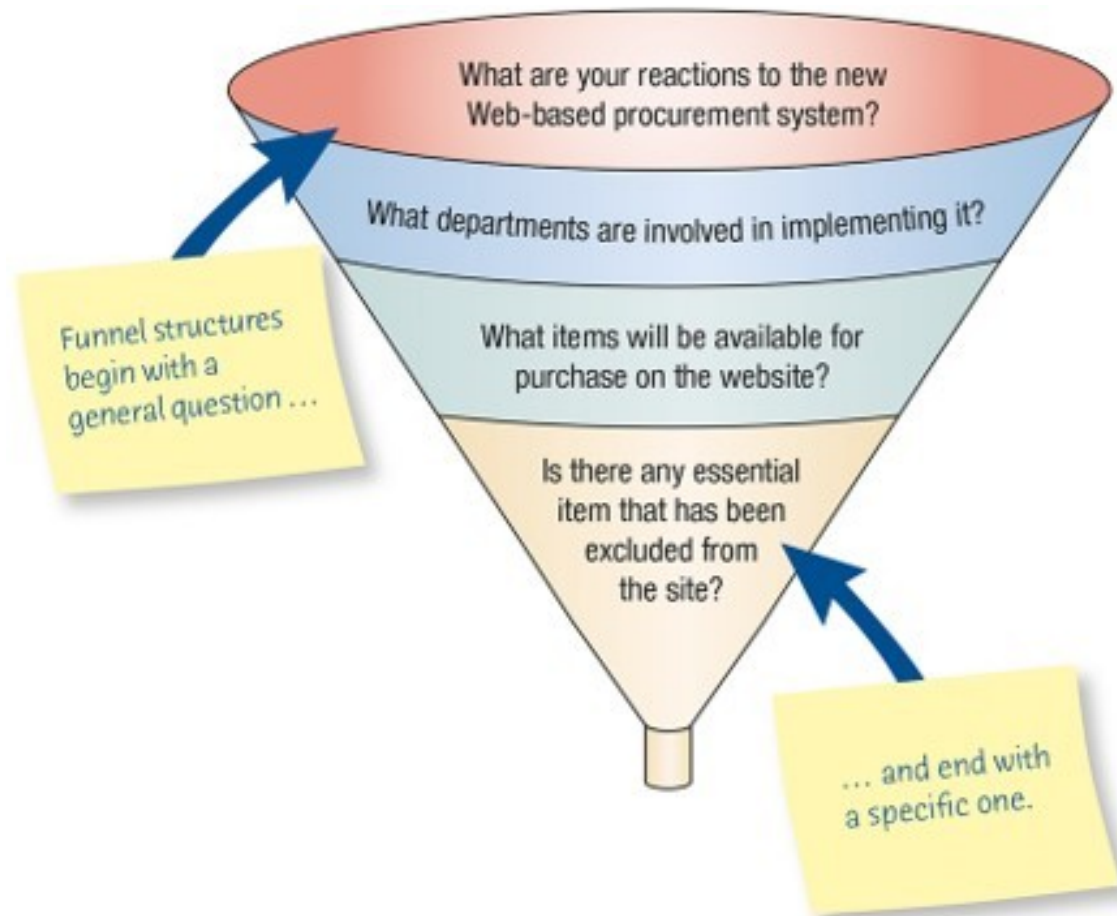 What are your reactions to the new
Web-based procurement system?
What departments are involved in implementing it?
Funnel structures
begin with a
general question ...
What items will be available for
purchase on the website?
Is there any essential
item that has been
excluded from
the site?
... and end with
a specific one.